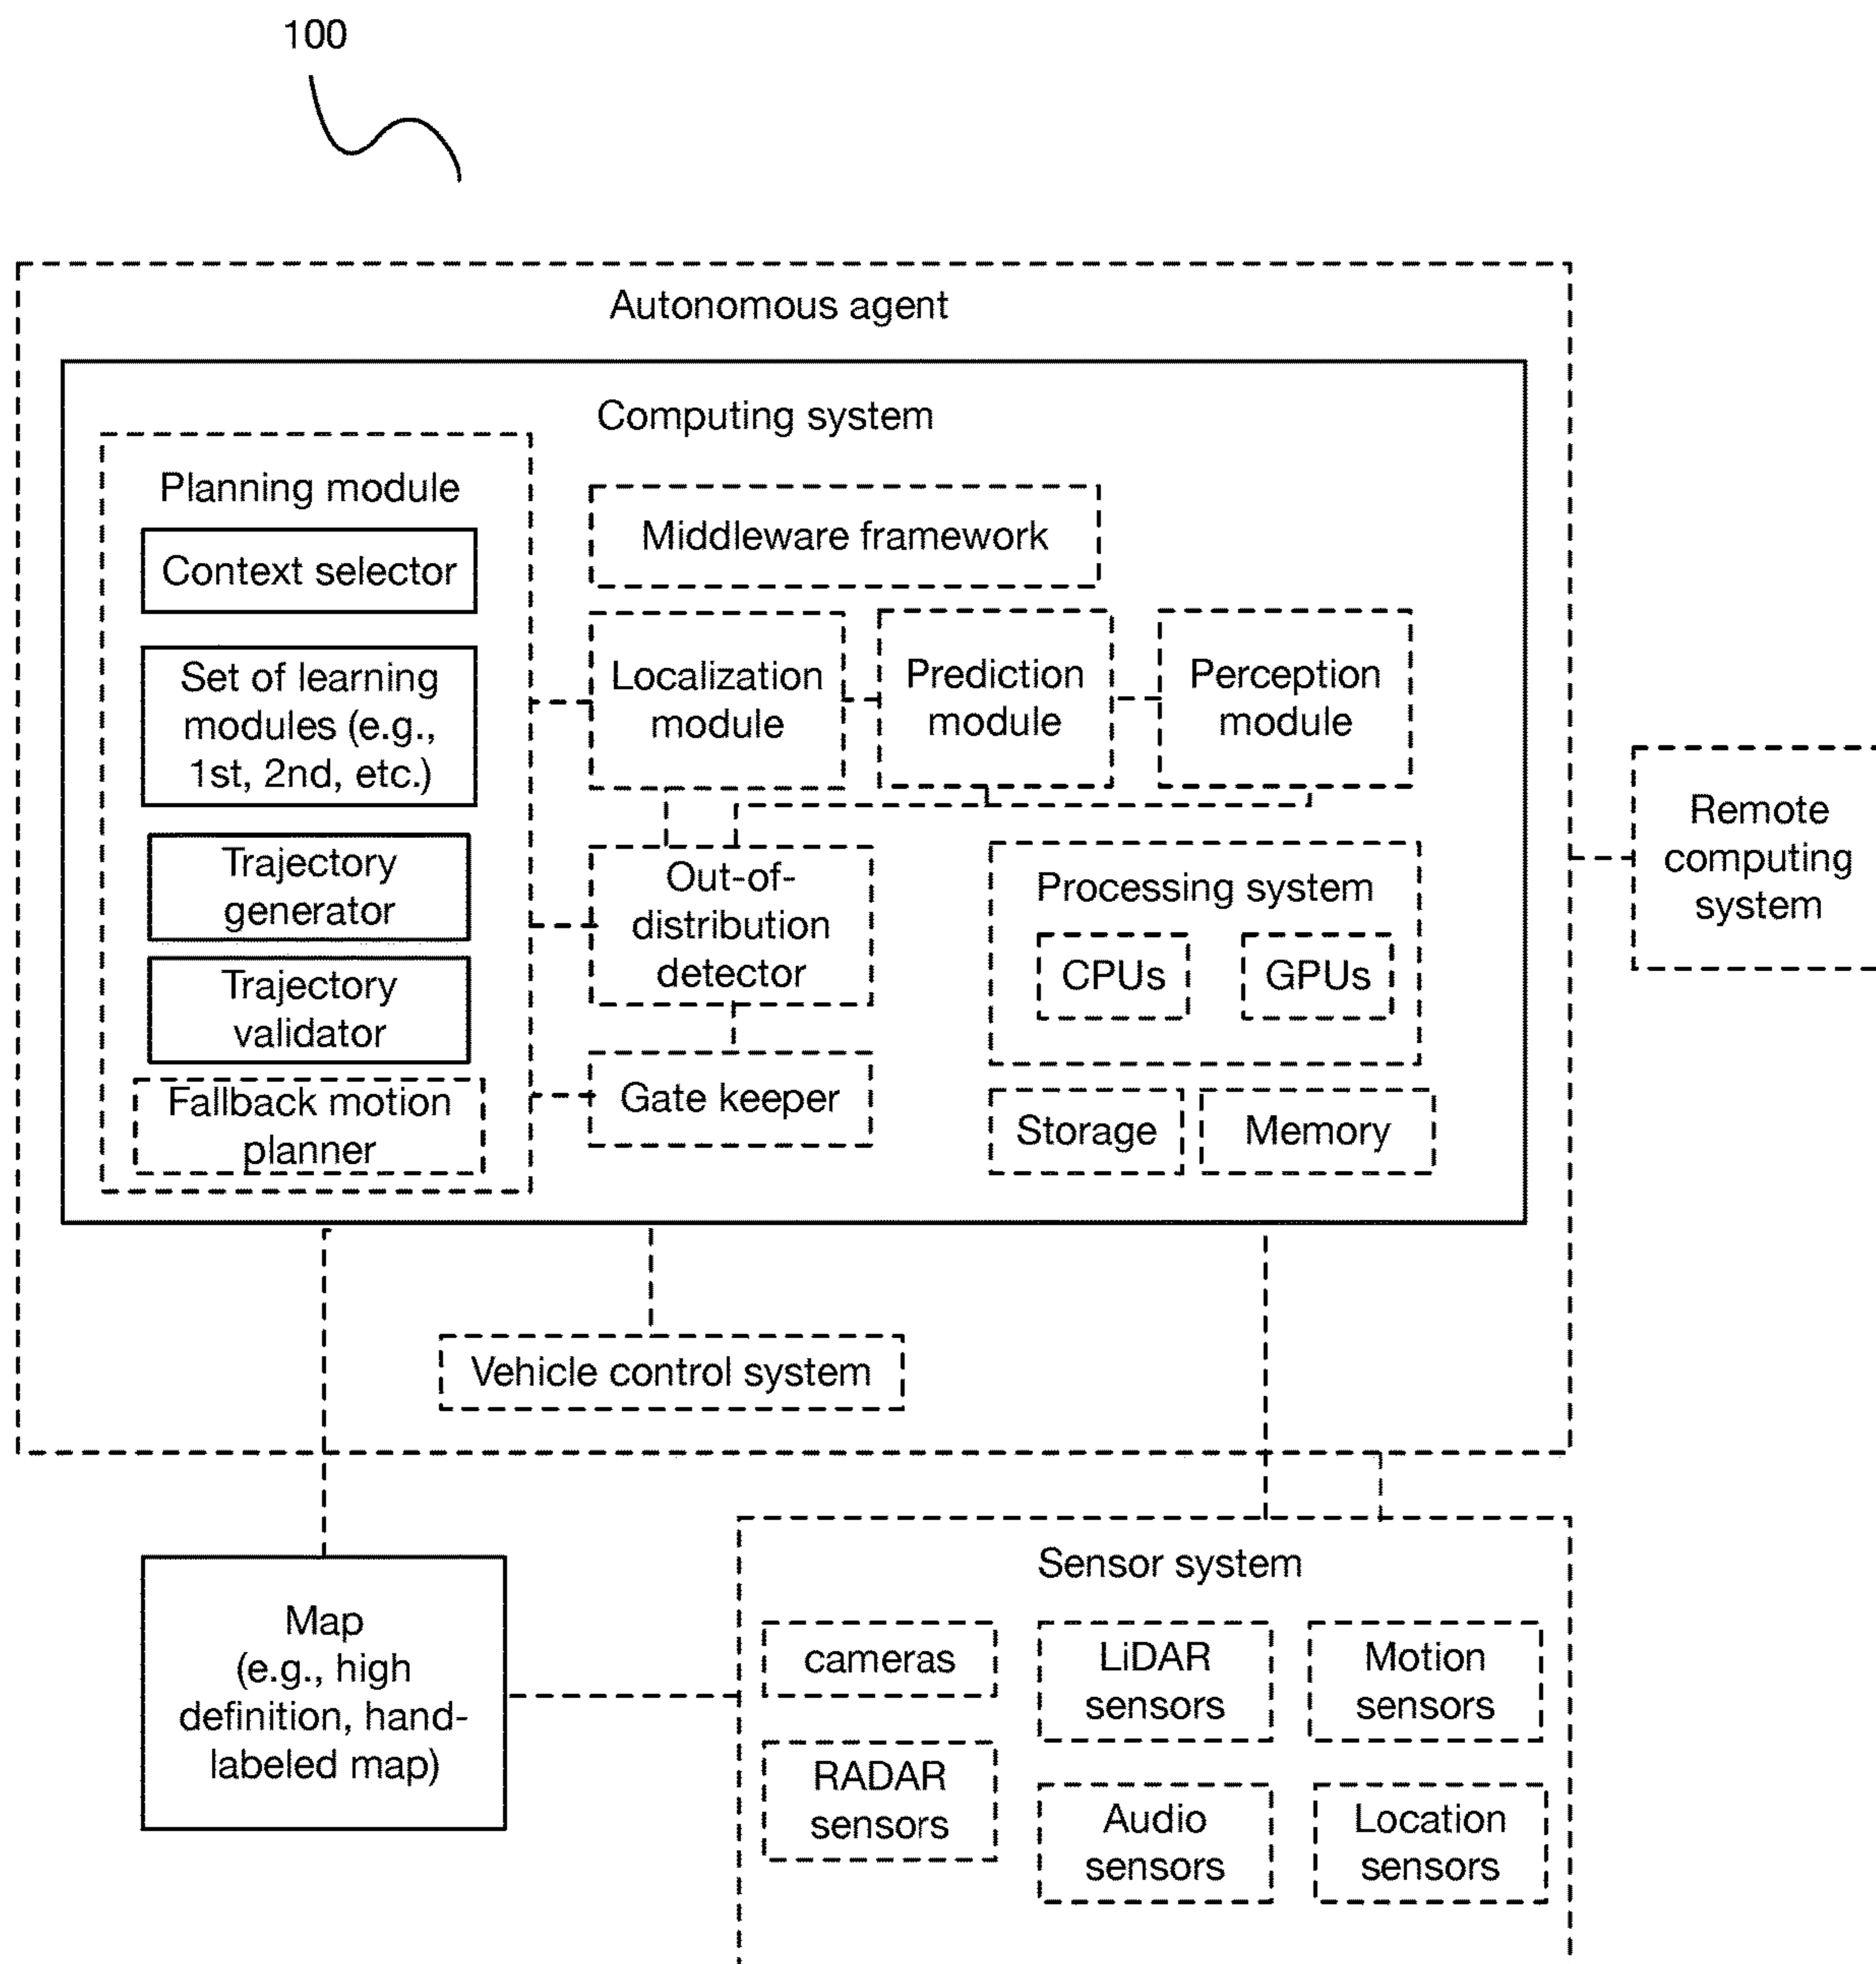 100
Autonomous agent
Computing system
Planning module
Context selector
Set of learning
modules (e.g.,
1st, 2nd, etc.)
Trajectory
generator
Trajectory
validator
Fallback motion
planner
Middleware framework
Localization
module
Prediction
module
Perception
module
Out-of-
distribution
detector
Gate keeper
Processing system
CPUs
GPUs
Storage
Memory
Remote
computing
system
Vehicle control system
Map
(e.g., high
definition, hand-
labeled map)
Sensor system
cameras
LiDAR
sensors
Motion
sensors
RADAR
sensors
Audio
sensors
Location
sensors